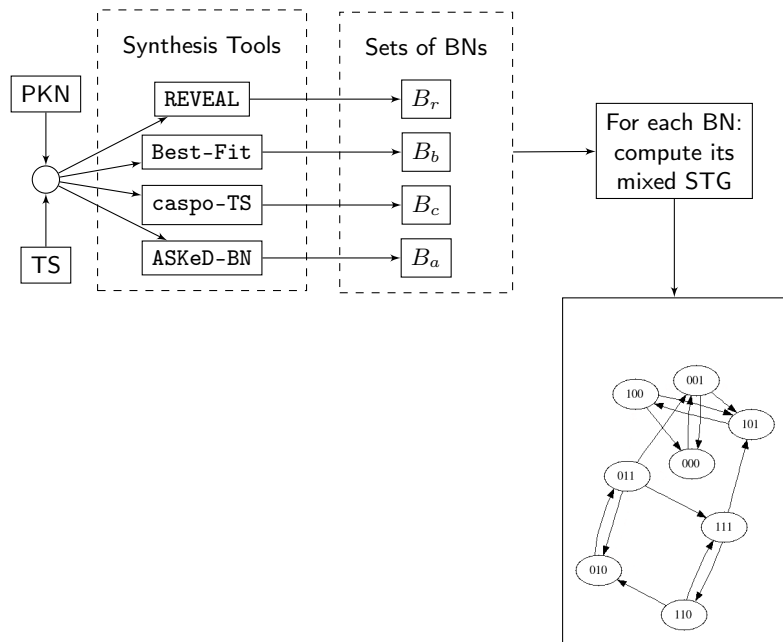 Synthesis Tools
Sets of BNs
PKN
TS
REVEAL
Best-Fit
caspo-TS
ASKeD-BN
B_r
B_b
B_c
B_a
For each BN:
compute its
mixed STG
001
100
101
000
011
111
010
110